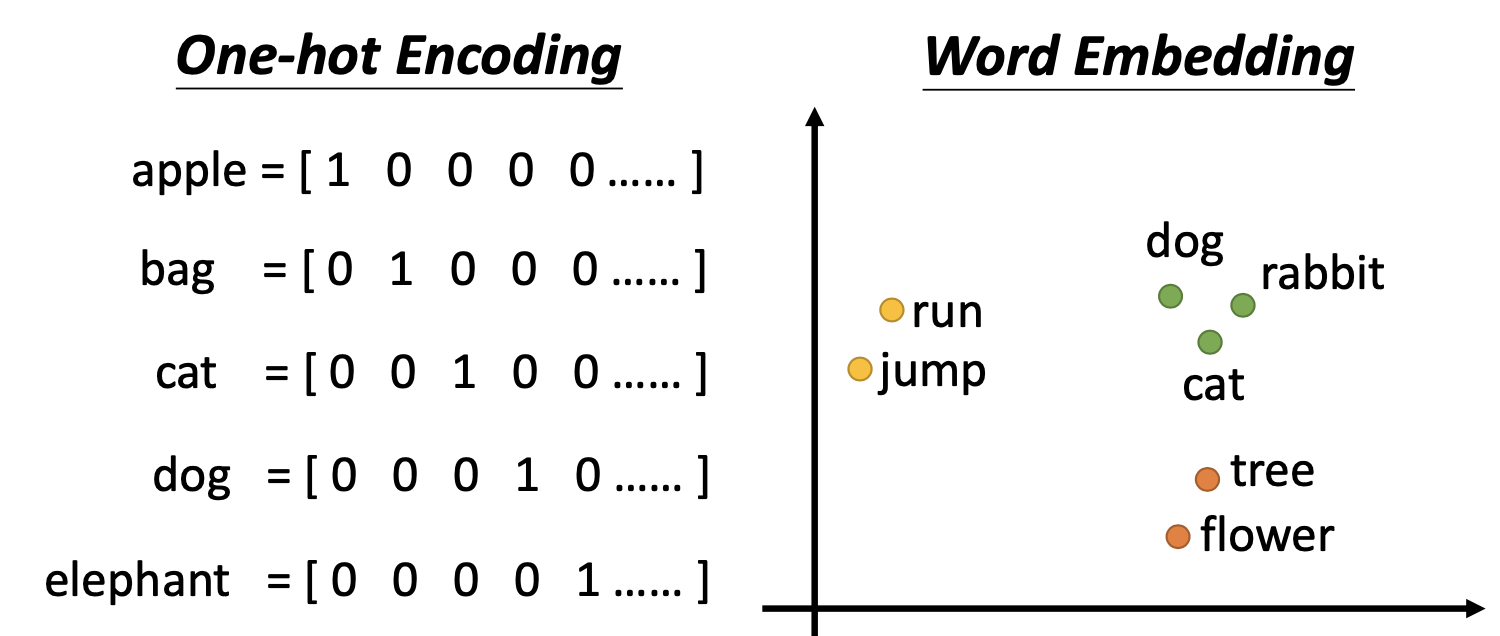 One-hot Encoding
apple = [ 1 0 0 0 0 ...... ]
bag = [ 0 1 0 0 0 ...... ]
cat = [ 0 0 1 0 0 ...... ]
dog = [ 0 0 0 1 0 ...... ]
elephant = [ 0 0 0 0 1 ...... ]
Word Embedding
dog
rabbit
run
jump
cat
tree
flower